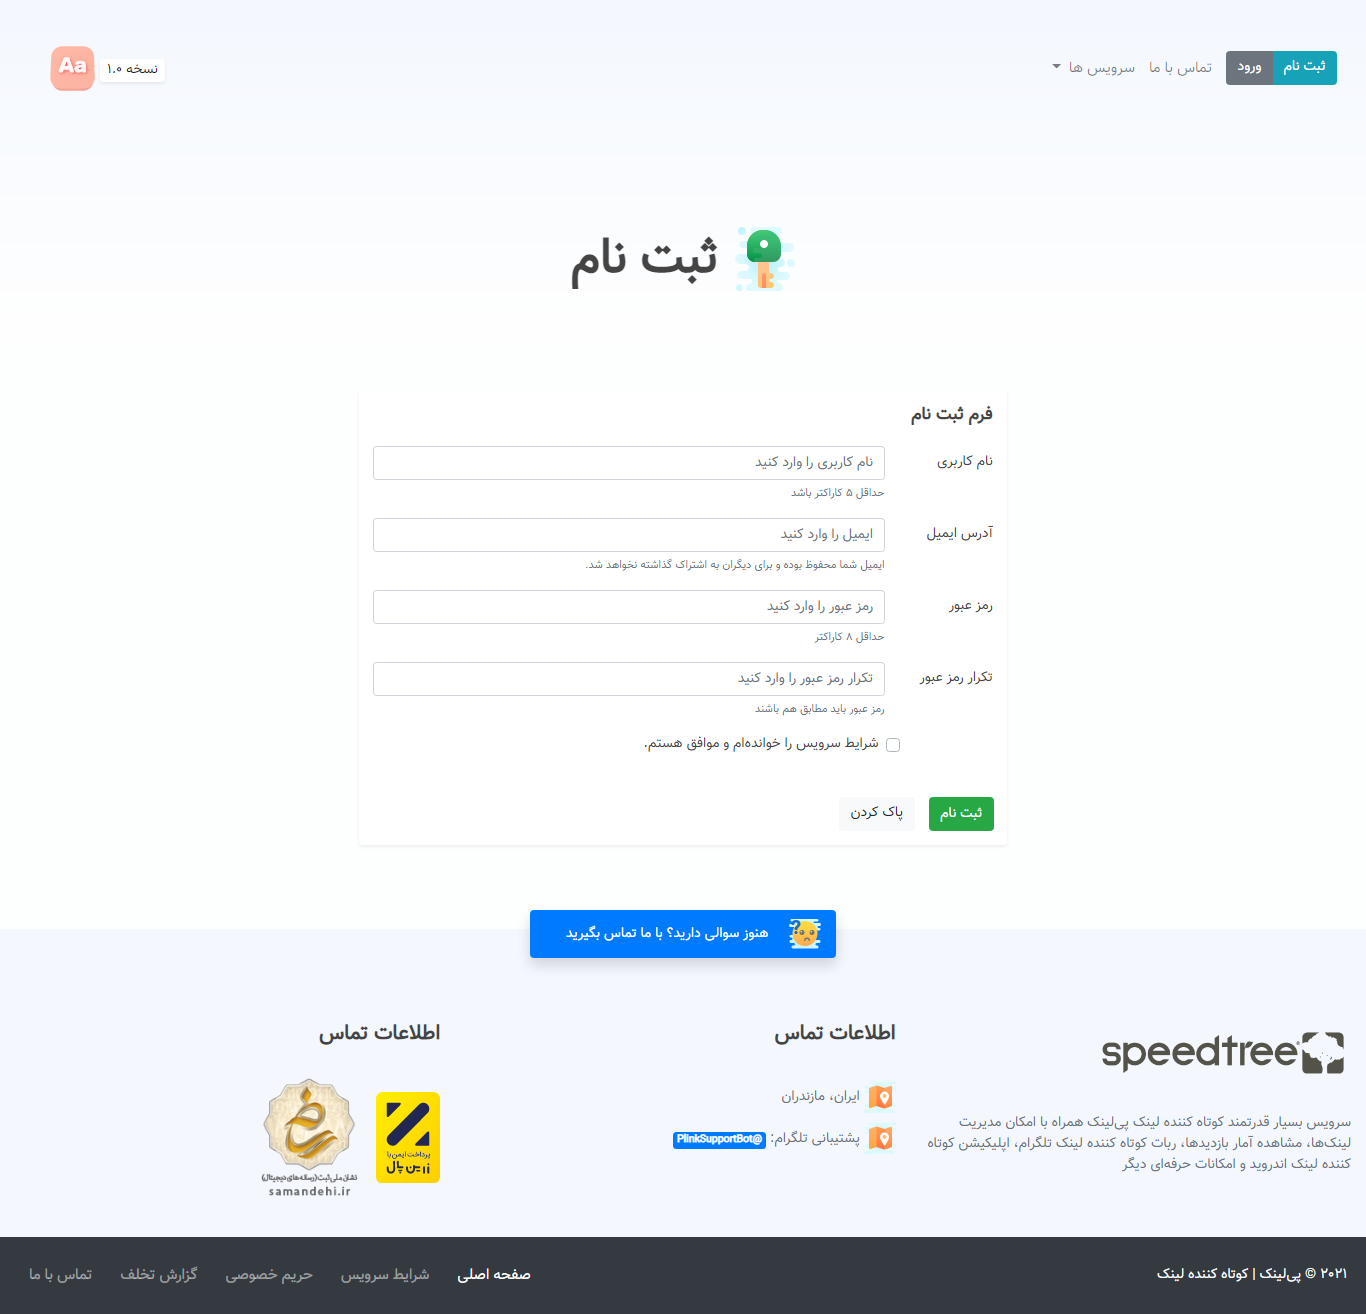 ثبت نام
ورود
تماس با ما
سرویس ها
نسخه ۱.۰
Aa
ثبت نام
فرم ثبت نام
نام کاربری
نام کاربری را وارد کنید
حداقل ۵ کاراکتر باشد
آدرس ایمیل
ایمیل را وارد کنید
ایمیل شما محفوظ بوده و برای دیگران به اشتراک گذاشته نخواهد شد.
رمز عبور
رمز عبور را وارد کنید
حداقل ۸ کاراکتر
تکرار رمز عبور
تکرار رمز عبور را وارد کنید
رمز عبور باید مطابق هم باشند
شرایط سرویس را خوانده‌ام و موافق هستم.
ثبت نام
پاک کردن
هنوز سوالی دارید؟ با ما تماس بگیرید
speedtree
سرویس بسیار قدرتمند کوتاه کننده لینک پی‌لینک همراه با امکان مدیریت
لینک‌ها، مشاهده آمار بازدیدها، ربات کوتاه کننده لینک تلگرام، اپلیکیشن کوتاه
کننده لینک اندروید و امکانات حرفه‌ای دیگر
اطلاعات تماس
ایران، مازندران
پشتیبانی تلگرام: @PlinkSupportBot
اطلاعات تماس
پرداخت ایمن با
زرین پال
نشان ملی ثبت (رسانه‌های دیجیتال)
samandehi.ir
۲۰۲۱ © پی‌لینک | کوتاه کننده لینک
صفحه اصلی
شرایط سرویس
حریم خصوصی
گزارش تخلف
تماس با ما